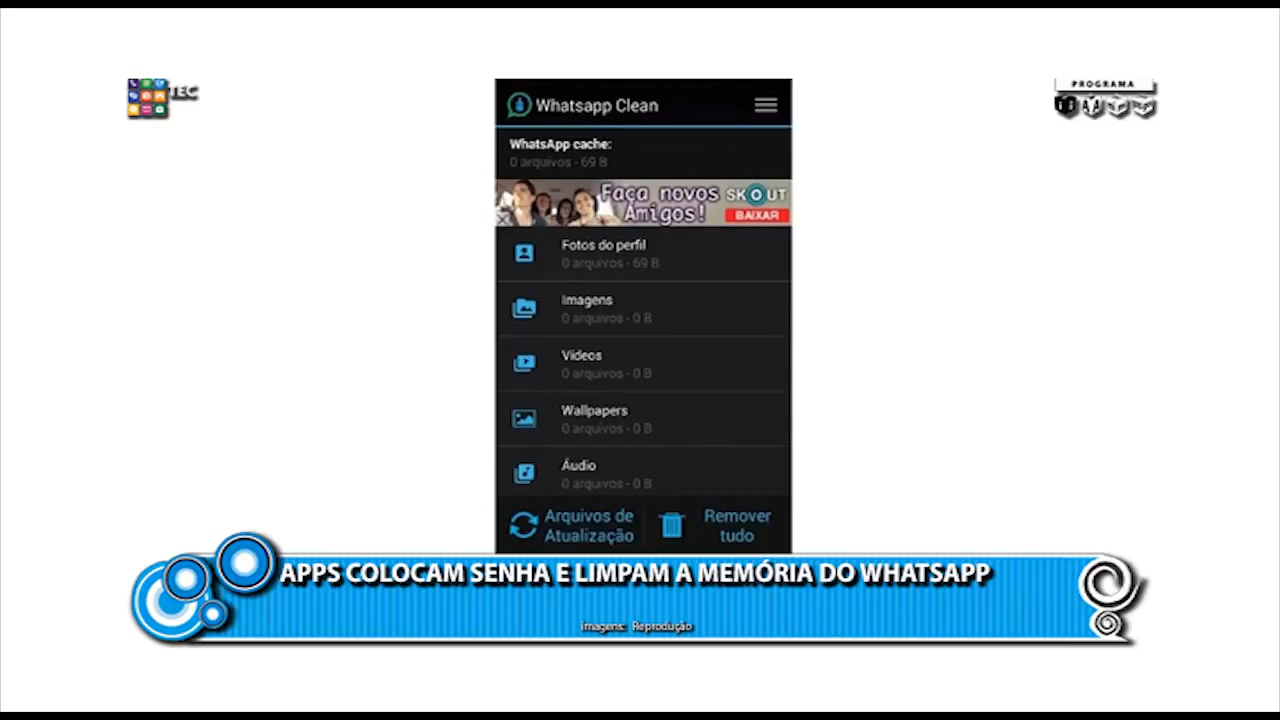 TEC
PROGRAMA
Whatsapp Clean
WhatsApp cache:
0 arquivos - 69 B
Faça novos
Amigos!
SKOUT
BAIXAR
Fotos do perfil
0 arquivos - 69 B
Imagens
0 arquivos - 0 B
Vídeos
0 arquivos - 0 B
Wallpapers
0 arquivos - 0 B
Áudio
0 arquivos - 0 B
Arquivos de
Atualização
Remover
tudo
APPS COLOCAM SENHA E LIMPAM A MEMÓRIA DO WHATSAPP
Imagens: Reprodução